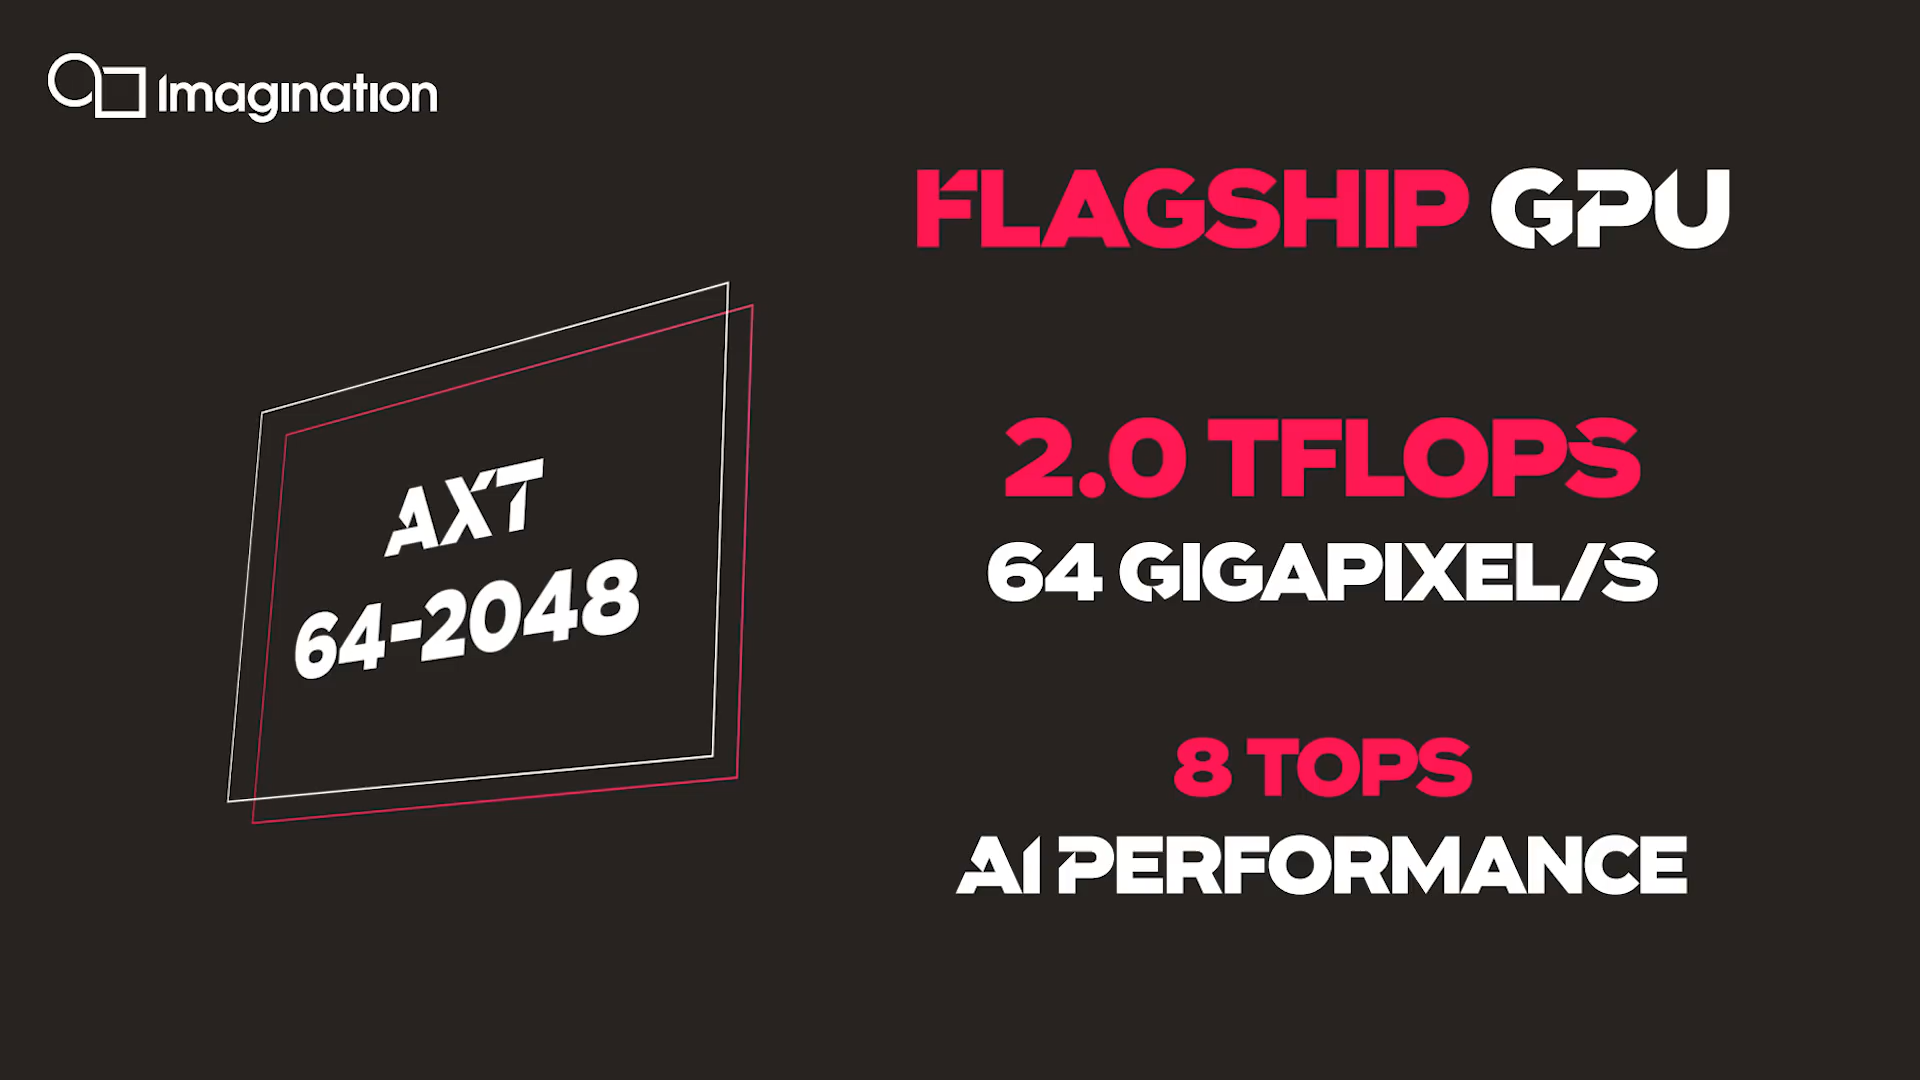 Imagination
FLAGSHIP GPU
AXT
64-2048
2.0 TFLOPS
64 GIGAPIXEL/S
8 TOPS
AI PERFORMANCE